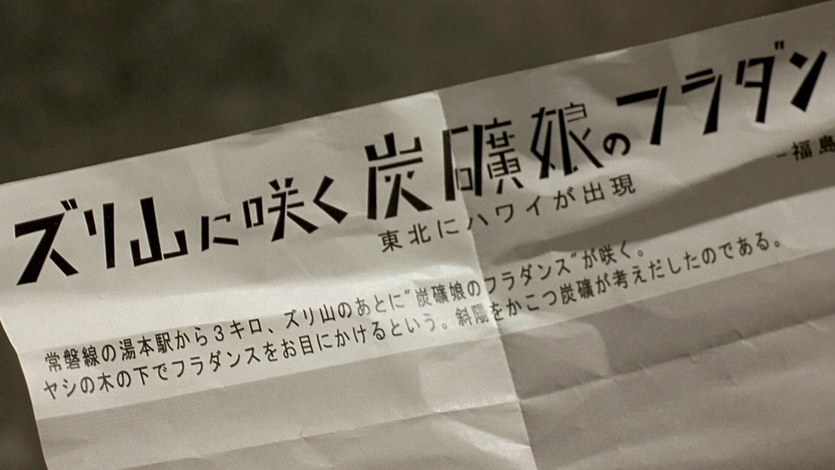 ズリ山に咲く炭礦娘のフラダン
－福島
東北にハワイが出現
常磐線の湯本駅から3キロ、ズリ山のあとに“炭礦娘のフラダンス”が咲く。
ヤシの木の下でフラダンスをお目にかけるという。斜陽をかこつ炭礦が考えだしたのである。